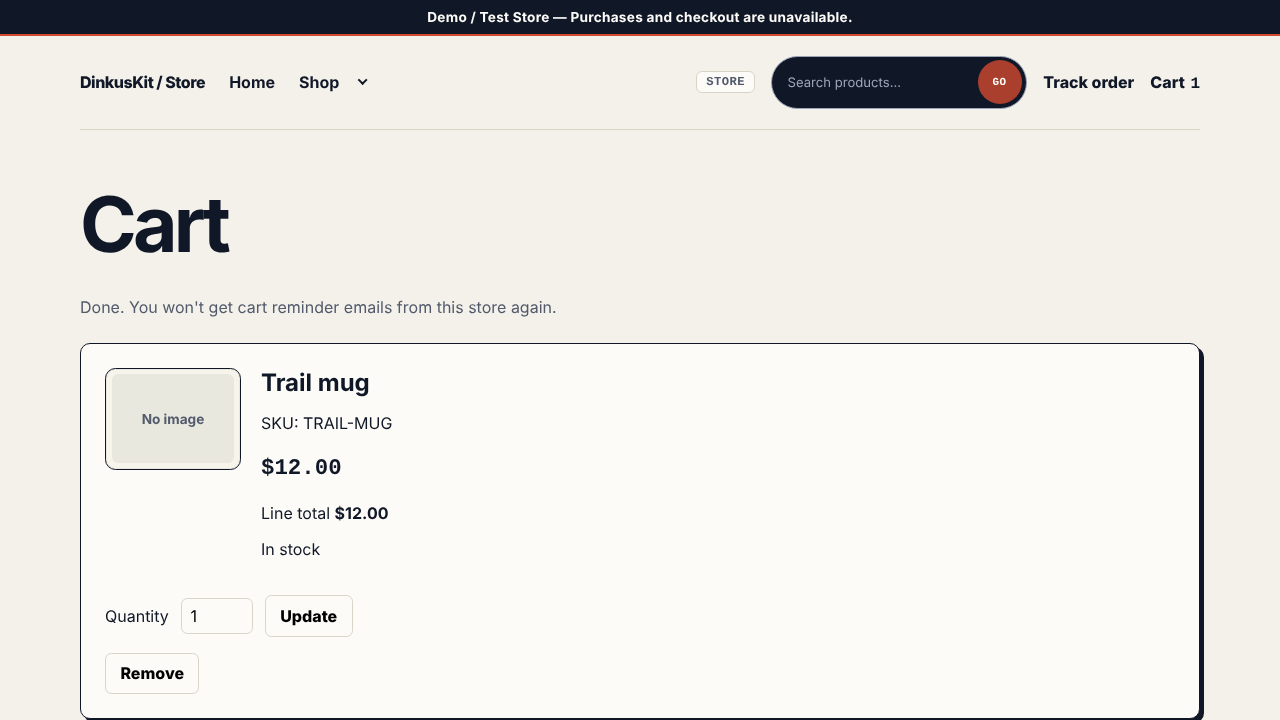 Demo / Test Store — Purchases and checkout are unavailable.
DinkusKit / Store Home Shop STORE Search products... GO Track order Cart 1
Cart
Done. You won't get cart reminder emails from this store again.
No image
Trail mug
SKU: TRAIL-MUG
$12.00
Line total $12.00
In stock
Quantity 1 Update
Remove